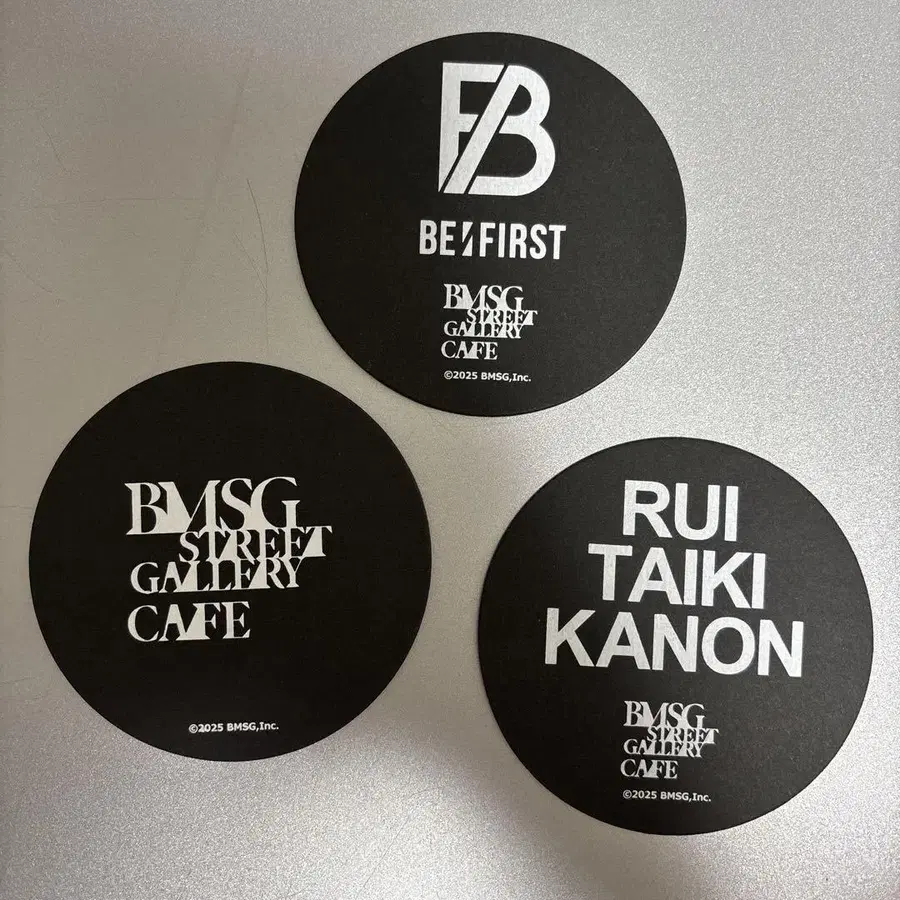 FB
BE:FIRST
BMSG
STREET
GALLERY
CAFE
©2025 BMSG,Inc.
BMSG
STREET
GALLERY
CAFE
©2025 BMSG,Inc.
RUI
TAIKI
KANON
BMSG
STREET
GALLERY
CAFE
©2025 BMSG,Inc.